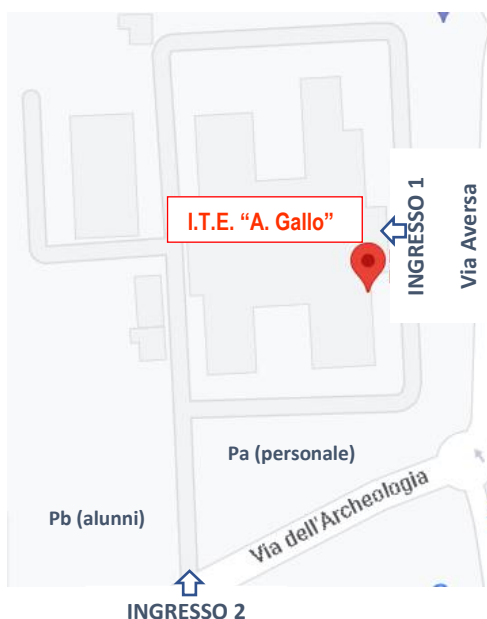 I.T.E. “A. Gallo”
INGRESSO 1
Via Aversa
Pa (personale)
Via dell'Archeologia
Pb (alunni)
INGRESSO 2